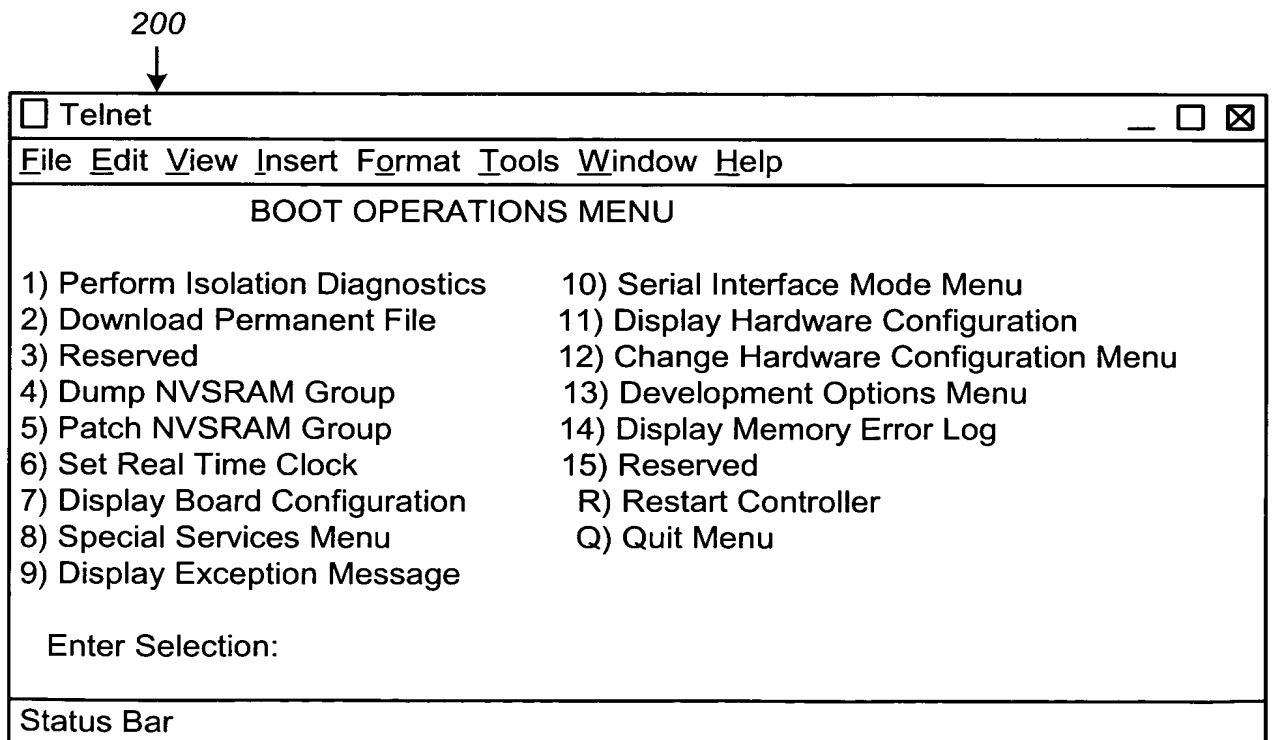 200
Telnet
File Edit View Insert Format Tools Window Help
BOOT OPERATIONS MENU
1) Perform Isolation Diagnostics
2) Download Permanent File
3) Reserved
4) Dump NVSRAM Group
5) Patch NVSRAM Group
6) Set Real Time Clock
7) Display Board Configuration
8) Special Services Menu
9) Display Exception Message
10) Serial Interface Mode Menu
11) Display Hardware Configuration
12) Change Hardware Configuration Menu
13) Development Options Menu
14) Display Memory Error Log
15) Reserved
R) Restart Controller
Q) Quit Menu
Enter Selection:
Status Bar